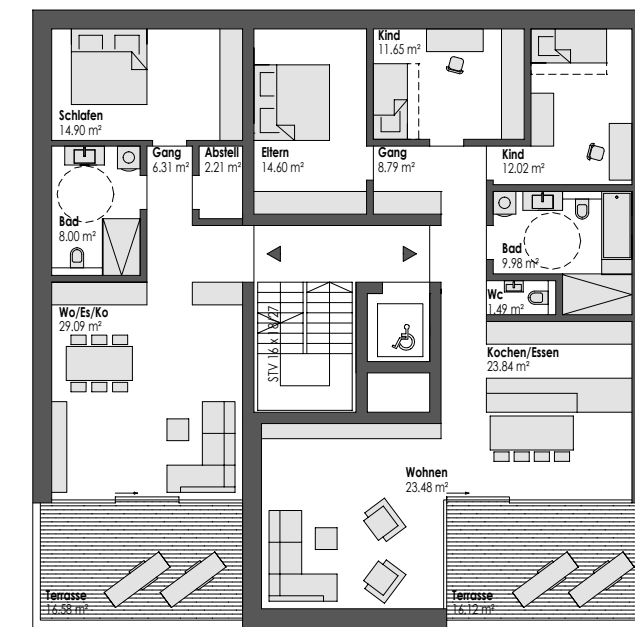 Kind
11.65 m²
Schlafen
14.90 m²
Gang
6.31 m²
Abstell
2.21 m²
Eltern
14.60 m²
Gang
8.79 m²
Kind
12.02 m²
Bad
8.00 m²
Bad
9.98 m²
Wc
1.49 m²
Wo/Es/Ko
29.09 m²
STV 16 x 18/27
Kochen/Essen
23.84 m²
Wohnen
23.48 m²
Terrasse
16.58 m²
Terrasse
16.12 m²